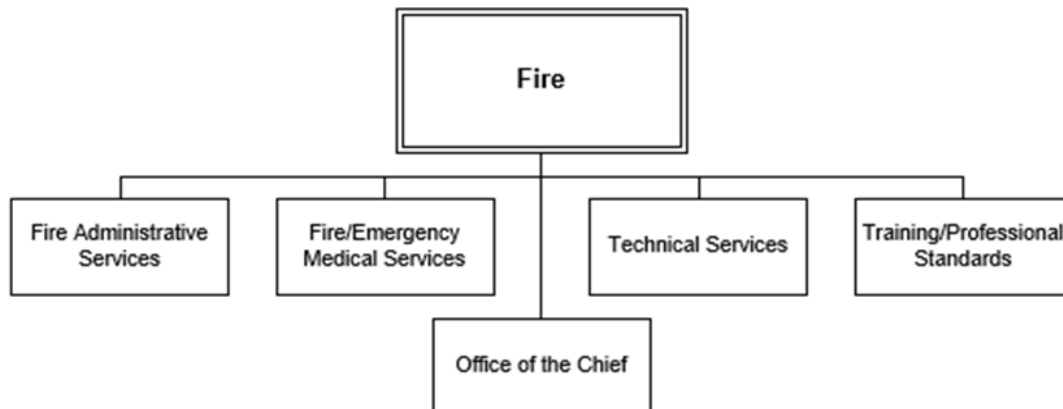 Fire
Fire Administrative
Services
Fire/Emergency
Medical Services
Technical Services
Training/Professional
Standards
Office of the Chief